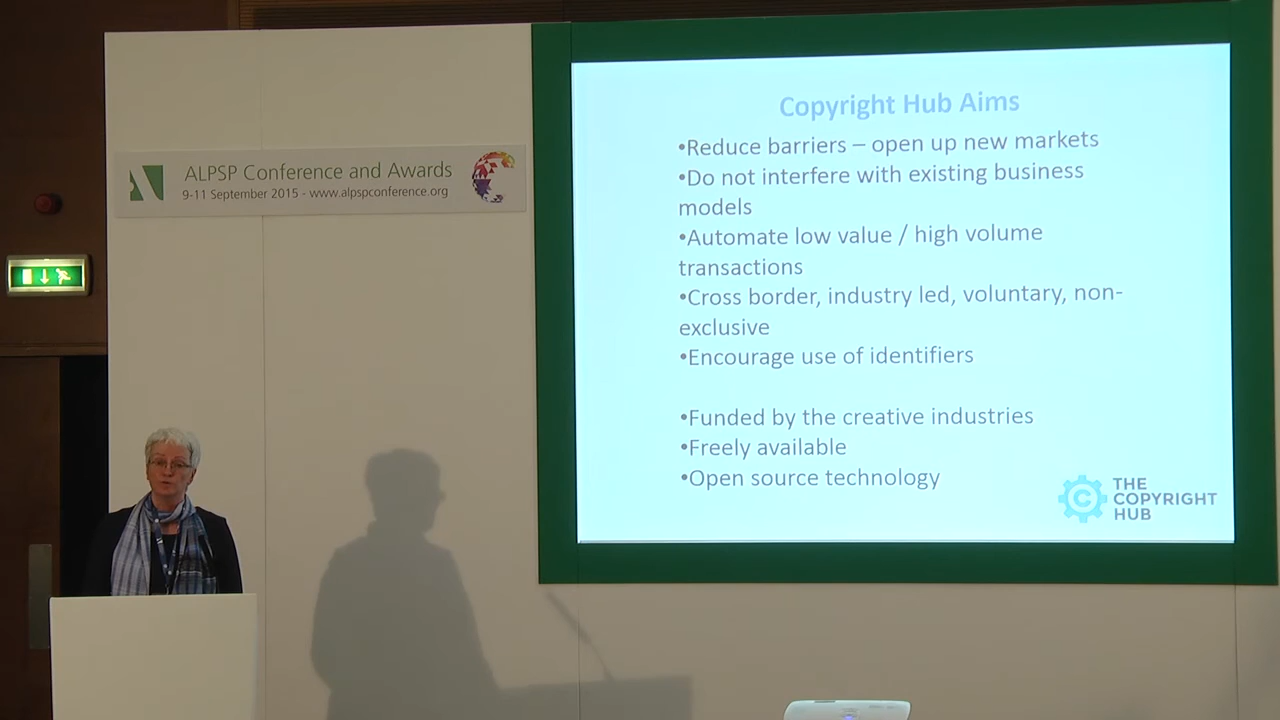 ALPSP Conference and Awards
9-11 September 2015 - www.alpspconference.org
Copyright Hub Aims
•Reduce barriers – open up new markets
•Do not interfere with existing business
models
•Automate low value / high volume
transactions
•Cross border, industry led, voluntary, non-
exclusive
•Encourage use of identifiers
•Funded by the creative industries
•Freely available
•Open source technology
THE
COPYRIGHT
HUB